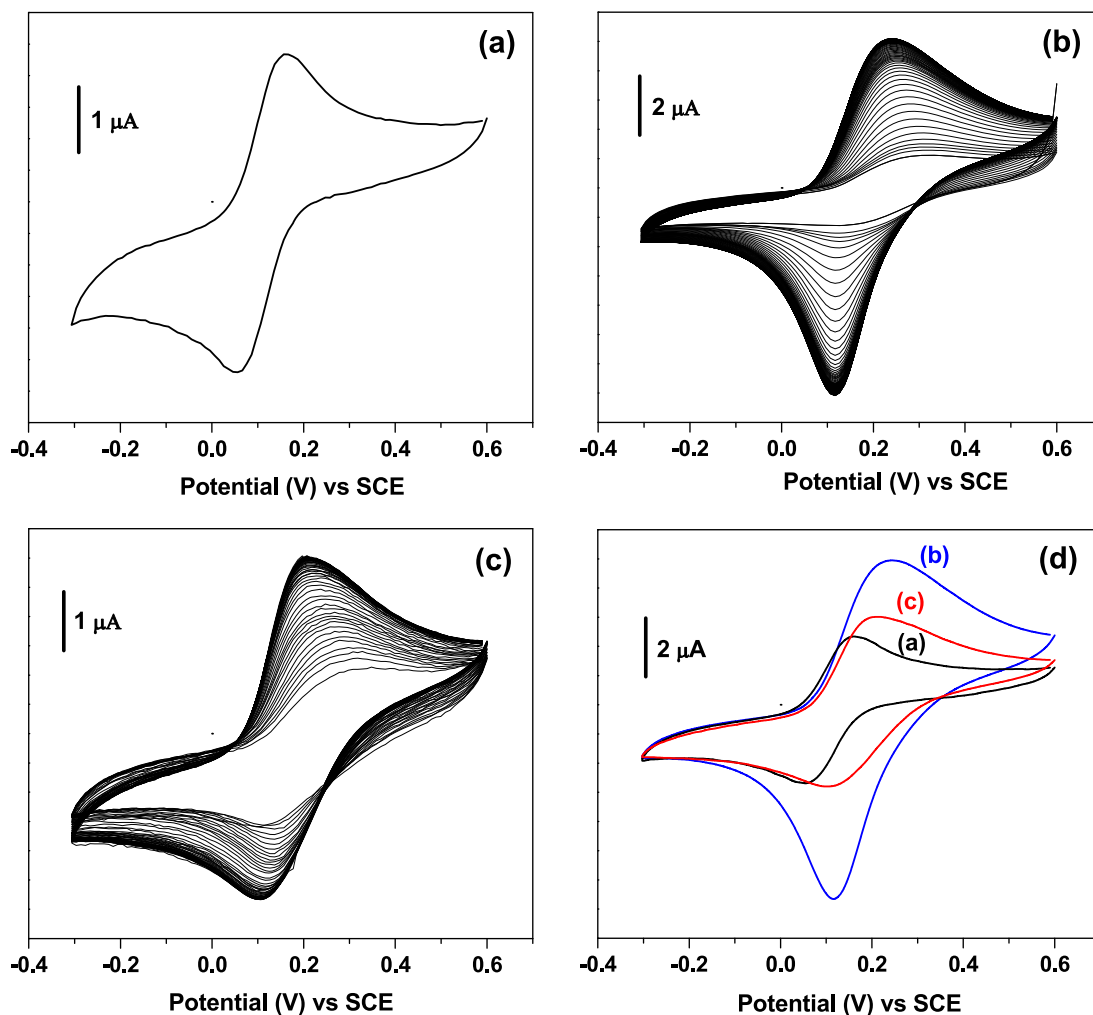 (a)
1 μA
-0.4 -0.2 0.0 0.2 0.4 0.6
Potential (V) vs SCE
(b)
2 μA
-0.4 -0.2 0.0 0.2 0.4 0.6
Potential (V) vs SCE
(c)
1 μA
-0.4 -0.2 0.0 0.2 0.4 0.6
Potential (V) vs SCE
(d)
(b)
(c)
(a)
2 μA
-0.4 -0.2 0.0 0.2 0.4 0.6
Potential (V) vs SCE